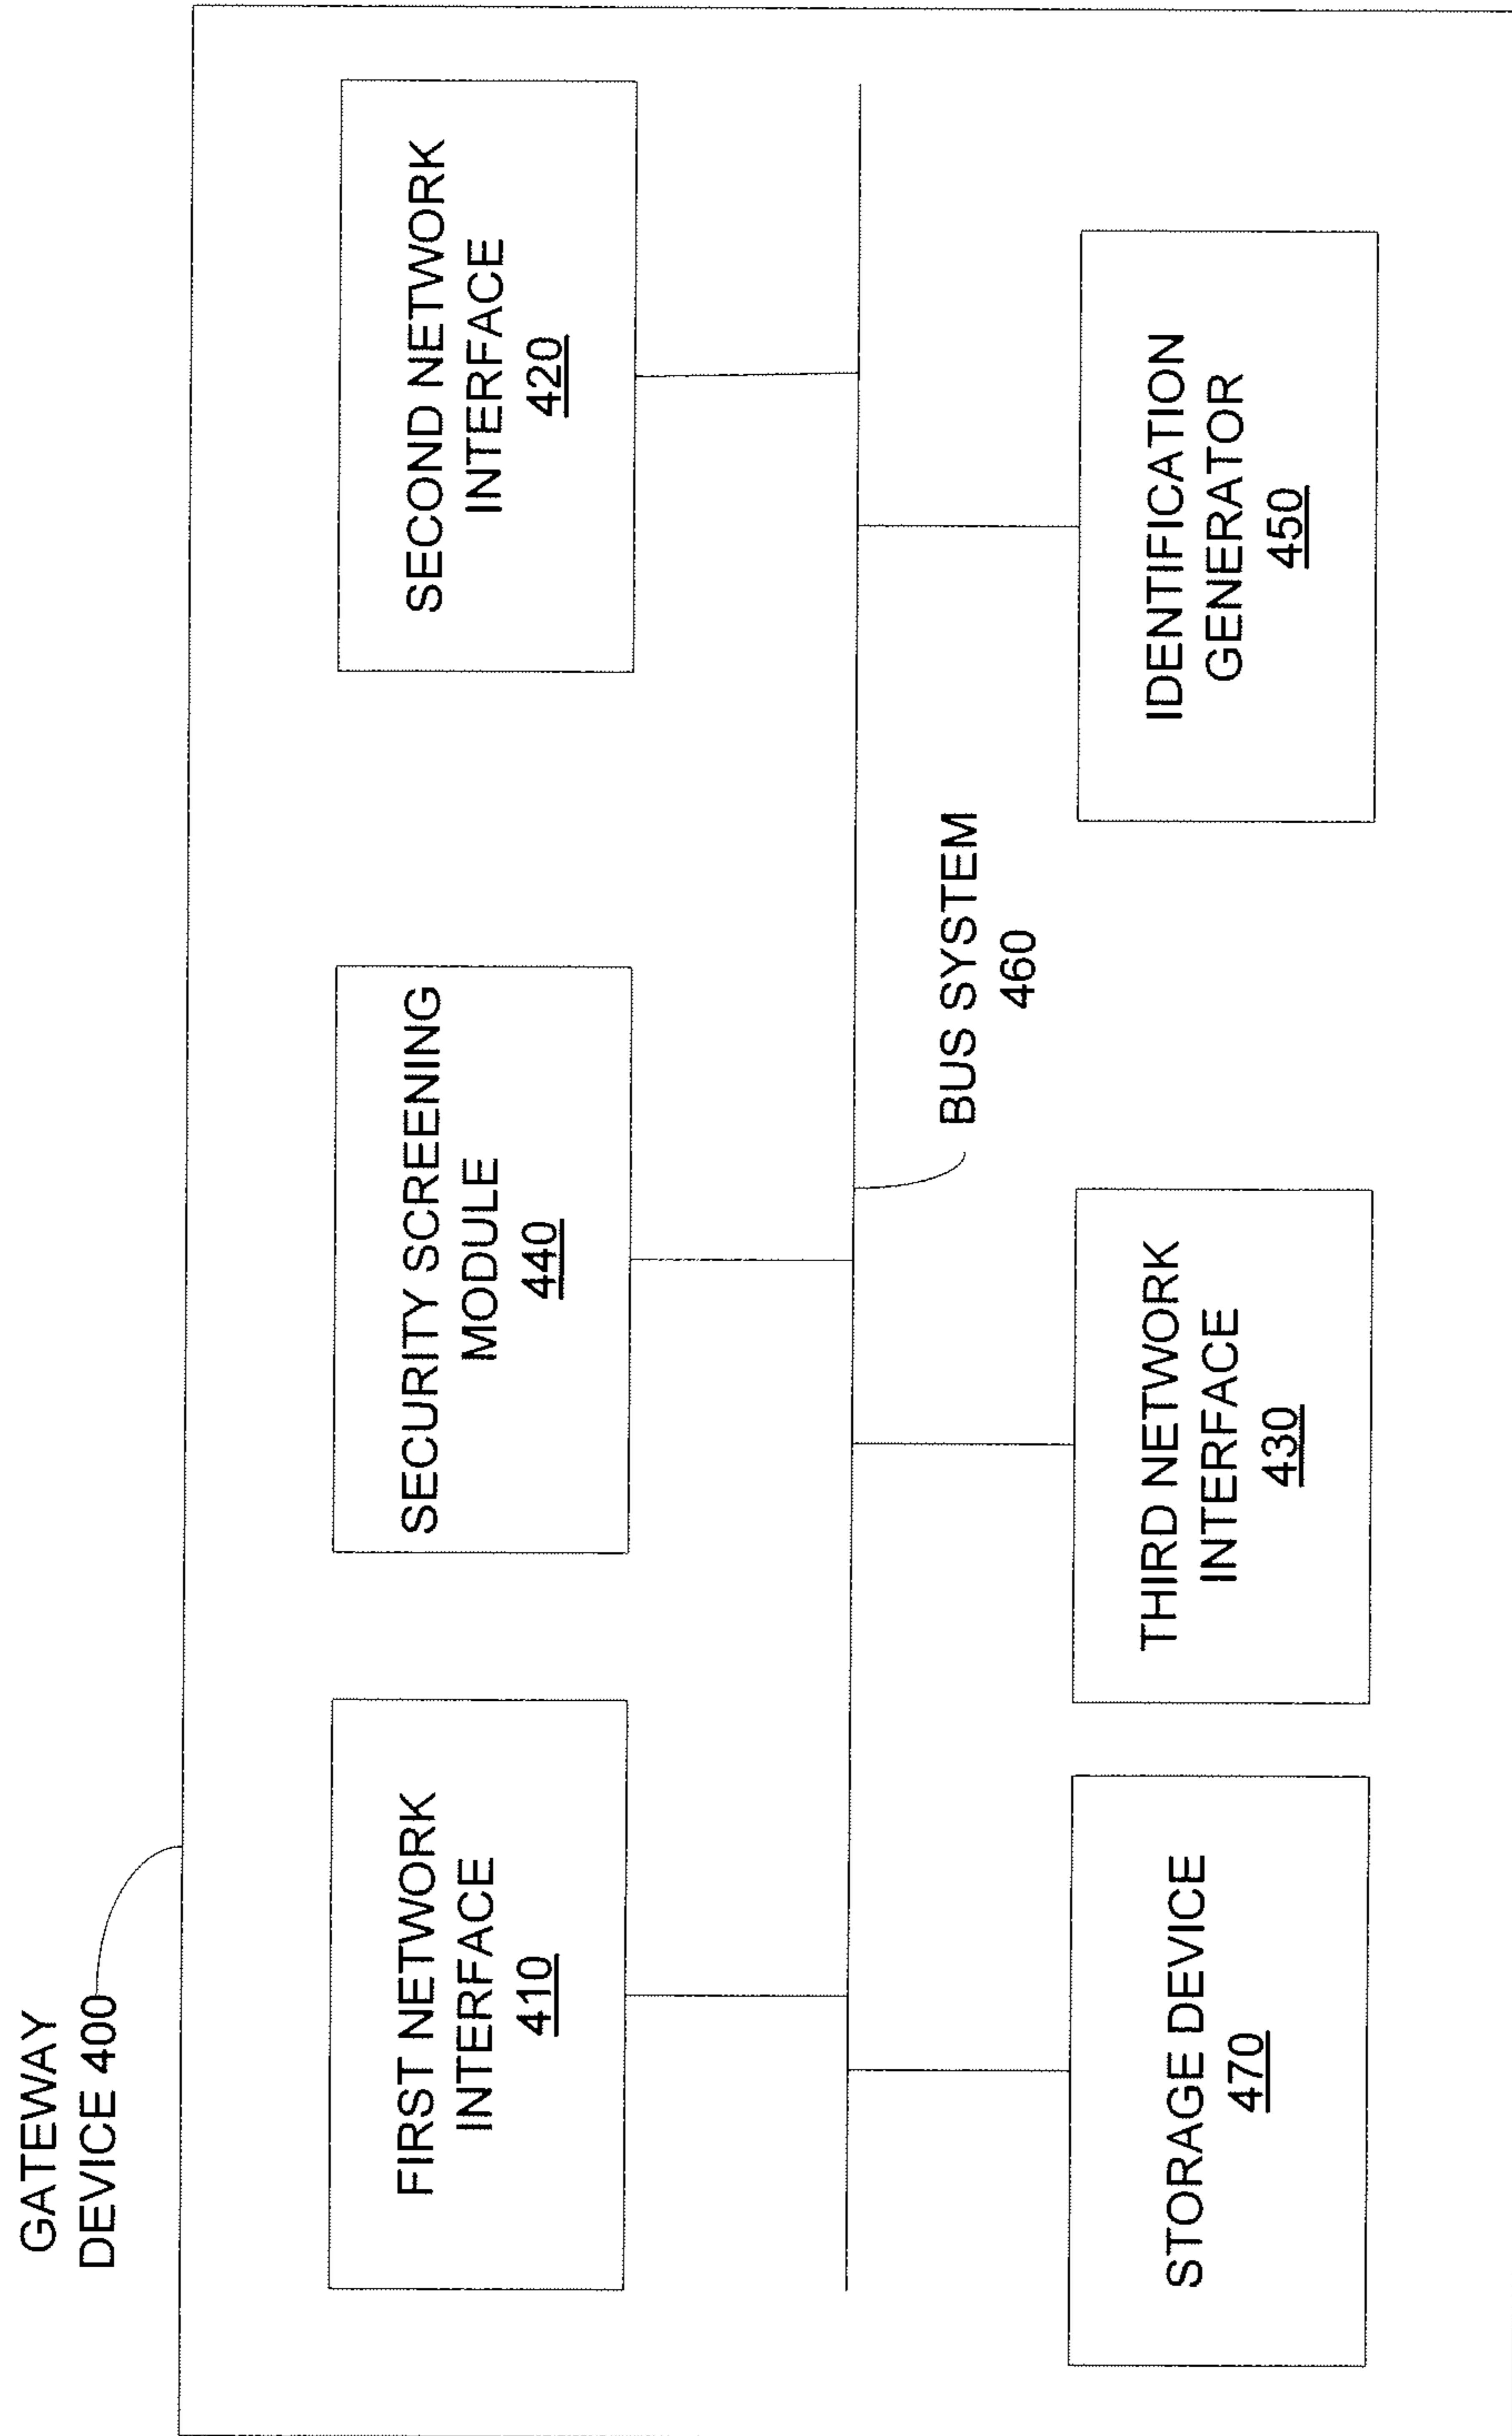 GATEWAY
DEVICE 400
FIRST NETWORK
INTERFACE
410
SECURITY SCREENING
MODULE
440
SECOND NETWORK
INTERFACE
420
BUS SYSTEM
460
STORAGE DEVICE
470
THIRD NETWORK
INTERFACE
430
IDENTIFICATION
GENERATOR
450